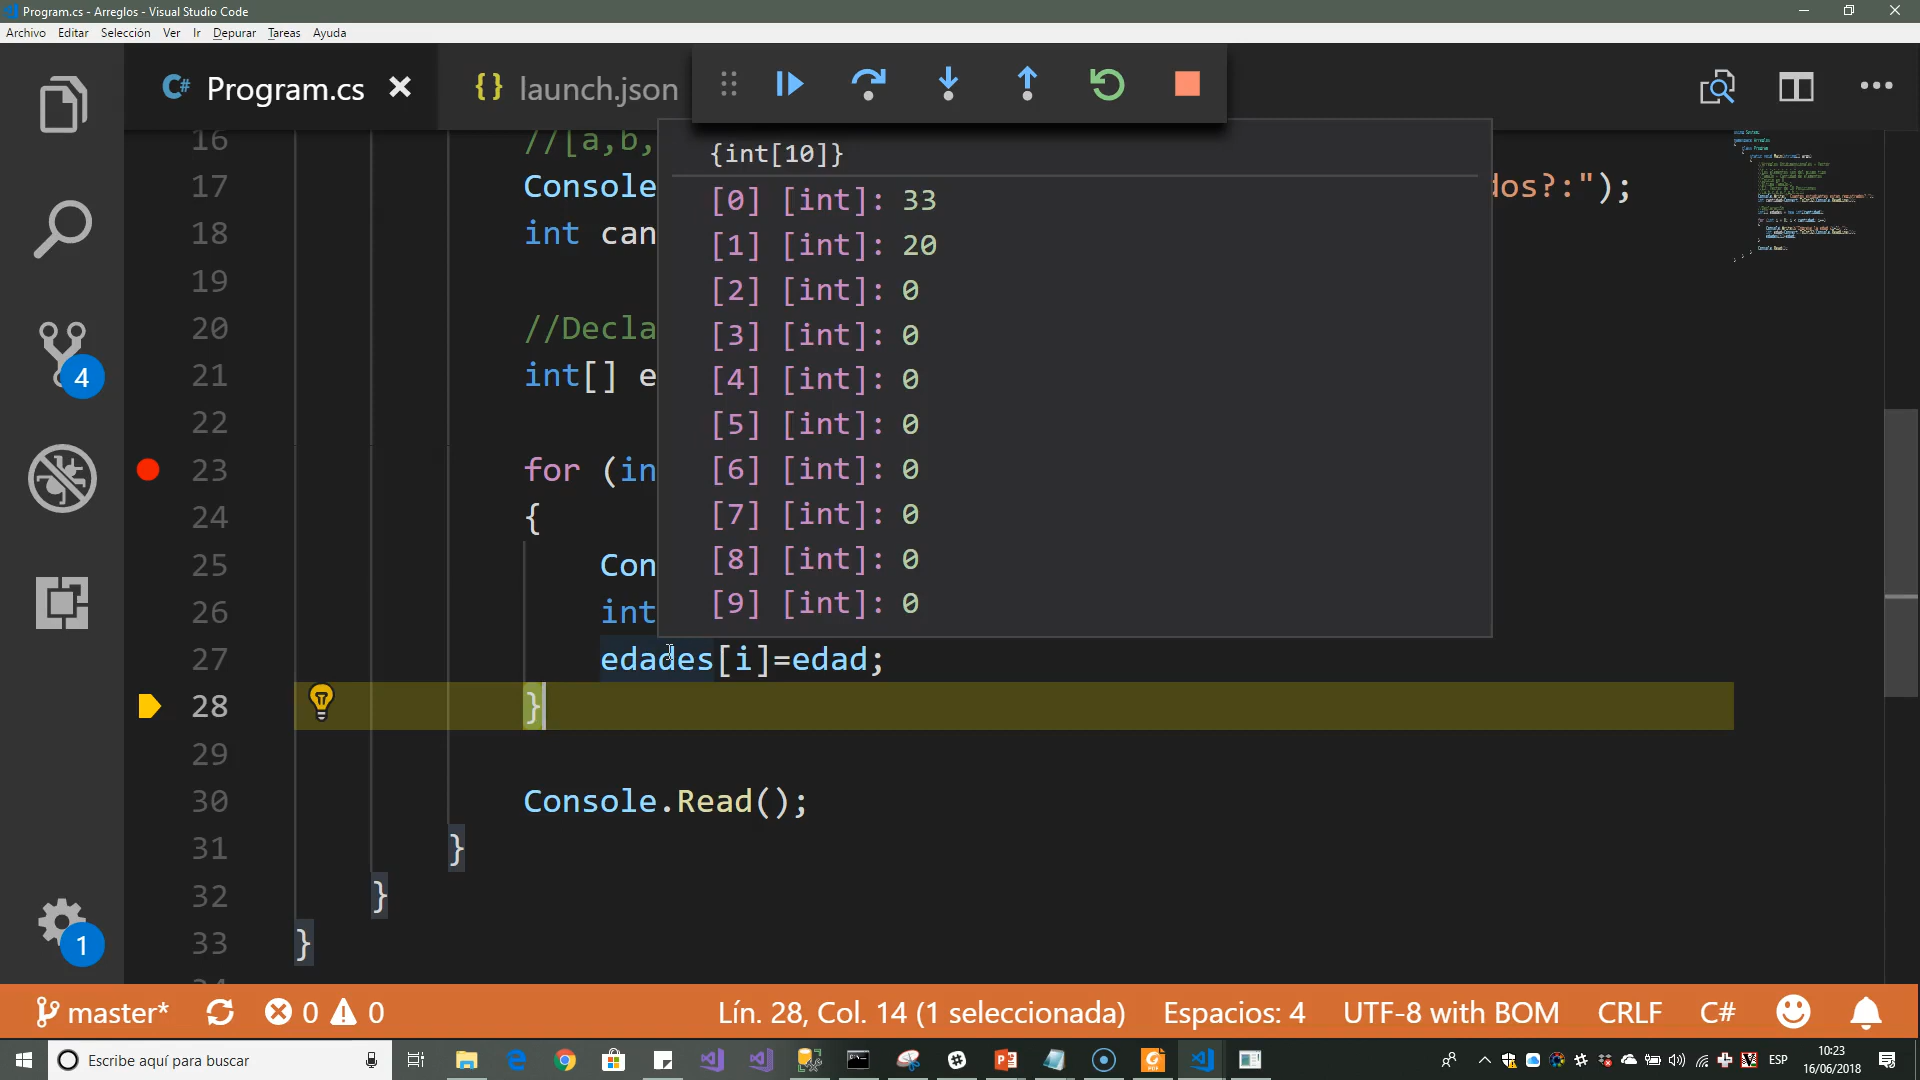 Program.cs - Arreglos - Visual Studio Code
Archivo Editar Selección Ver Ir Depurar Tareas Ayuda
C# Program.cs {} launch.json
{int[10]}
16 //[a,b,
17 Console dos?:");
18 int can
19
20 //Decla
21 int[] e
22
23 for (in
24 {
25 Con
26 int
27 edades[i]=edad;
28 }
29
30 Console.Read();
31 }
32 }
33 }
[0] [int]: 33
[1] [int]: 20
[2] [int]: 0
[3] [int]: 0
[4] [int]: 0
[5] [int]: 0
[6] [int]: 0
[7] [int]: 0
[8] [int]: 0
[9] [int]: 0
4
1
master* 0 0 Lín. 28, Col. 14 (1 seleccionada) Espacios: 4 UTF-8 with BOM CRLF C#
Escribe aquí para buscar ESP 10:23
16/06/2018